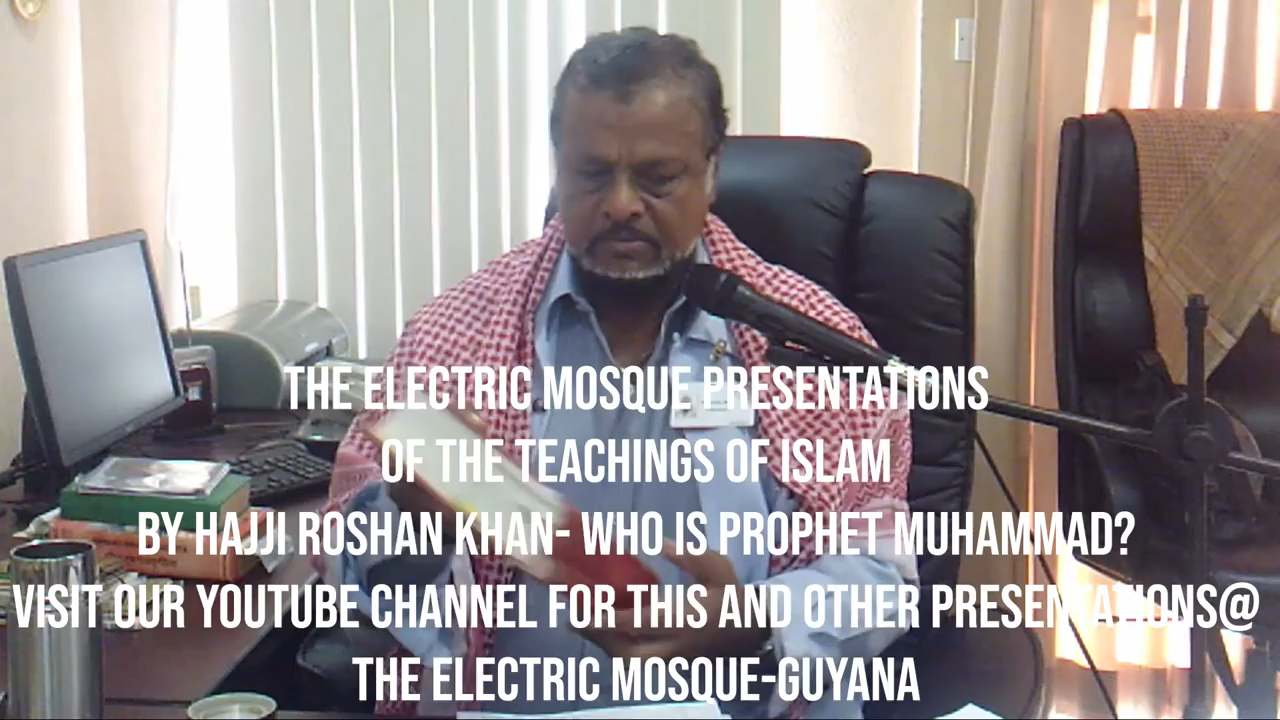 THE ELECTRIC MOSQUE PRESENTATIONS
OF THE TEACHINGS OF ISLAM
BY HAJJI ROSHAN KHAN- WHO IS PROPHET MUHAMMAD?
VISIT OUR YOUTUBE CHANNEL FOR THIS AND OTHER PRESENTATIONS@
THE ELECTRIC MOSQUE-GUYANA